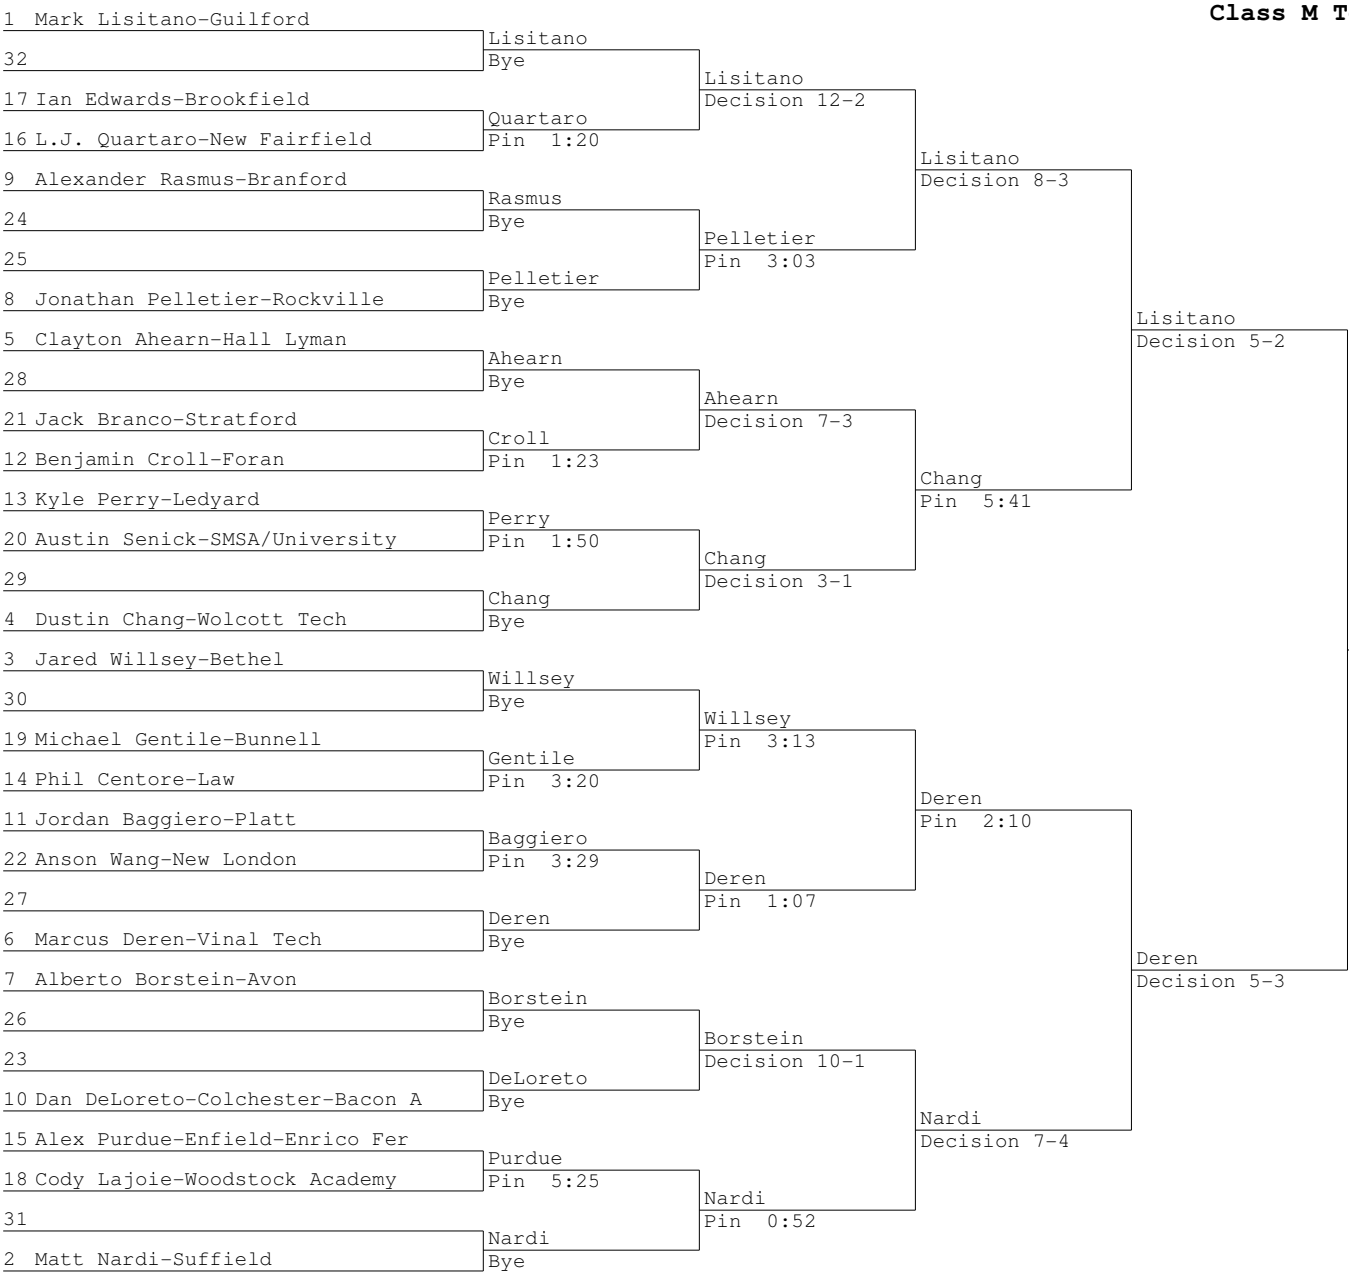 Class M T
1 Mark Lisitano-Guilford
32
17 Ian Edwards-Brookfield
16 L.J. Quartaro-New Fairfield
9 Alexander Rasmus-Branford
24
25
8 Jonathan Pelletier-Rockville
5 Clayton Ahearn-Hall Lyman
28
21 Jack Branco-Stratford
12 Benjamin Croll-Foran
13 Kyle Perry-Ledyard
20 Austin Senick-SMSA/University
29
4 Dustin Chang-Wolcott Tech
3 Jared Willsey-Bethel
30
19 Michael Gentile-Bunnell
14 Phil Centore-Law
11 Jordan Baggiero-Platt
22 Anson Wang-New London
27
6 Marcus Deren-Vinal Tech
7 Alberto Borstein-Avon
26
23
10 Dan DeLoreto-Colchester-Bacon A
15 Alex Purdue-Enfield-Enrico Fer
18 Cody Lajoie-Woodstock Academy
31
2 Matt Nardi-Suffield
Lisitano
Bye
Quartaro
Pin 1:20
Rasmus
Bye
Pelletier
Bye
Ahearn
Bye
Croll
Pin 1:23
Perry
Pin 1:50
Chang
Bye
Willsey
Bye
Gentile
Pin 3:20
Baggiero
Pin 3:29
Deren
Bye
Borstein
Bye
DeLoreto
Bye
Purdue
Pin 5:25
Nardi
Bye
Lisitano
Decision 12-2
Pelletier
Pin 3:03
Ahearn
Decision 7-3
Chang
Decision 3-1
Willsey
Pin 3:13
Deren
Pin 1:07
Borstein
Decision 10-1
Nardi
Pin 0:52
Lisitano
Decision 8-3
Chang
Pin 5:41
Deren
Pin 2:10
Nardi
Decision 7-4
Lisitano
Decision 5-2
Deren
Decision 5-3